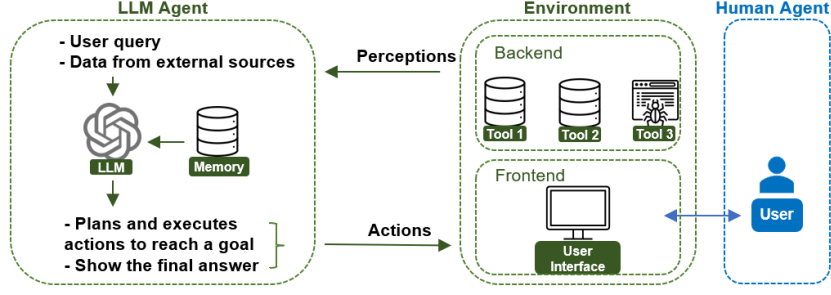 LLM Agent
Environment
Human Agent
- User query
- Data from external sources
LLM
Memory
- Plans and executes
actions to reach a goal
- Show the final answer
Perceptions
Actions
Backend
Tool 1
Tool 2
Tool 3
Frontend
User
Interface
User